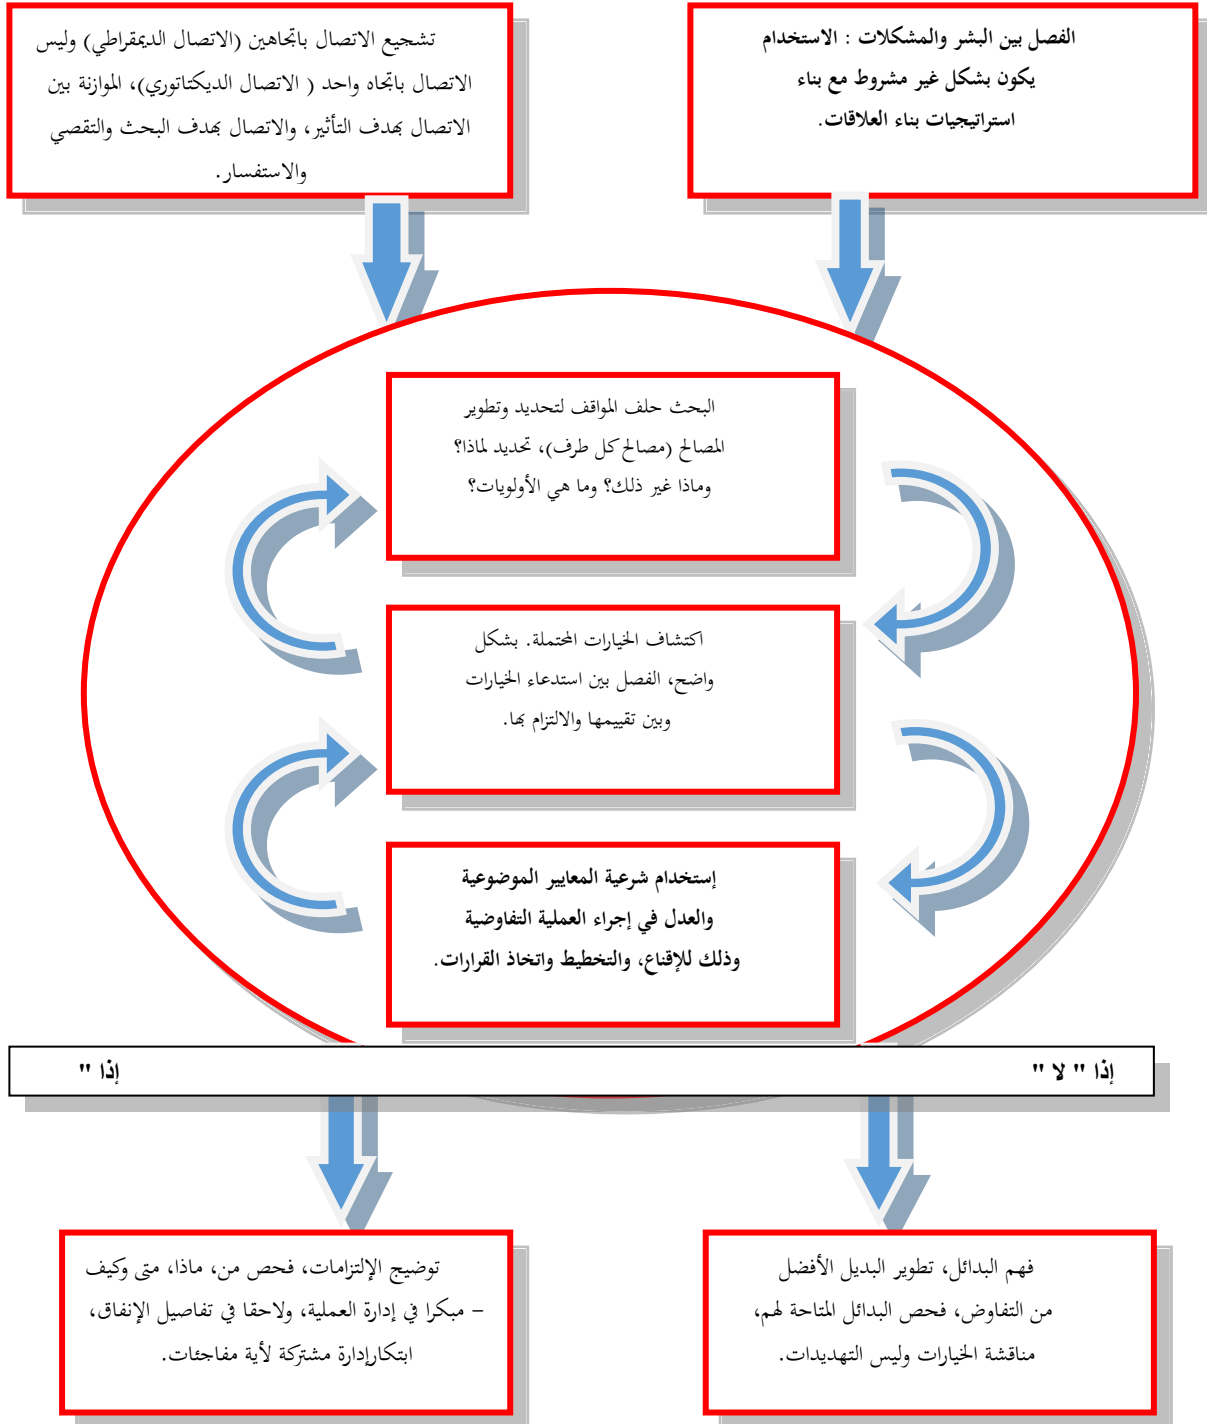 الفصل بين البشر والمشكلات : الاستخدام
يكون بشكل غير مشروط مع بناء
استراتيجيات بناء العلاقات.
تشجيع الاتصال باتجاهين (الاتصال الديمقراطي) وليس
الاتصال باتجاه واحد ( الاتصال الديكتاتوري)، الموازنة بين
الاتصال بهدف التأثير، والاتصال بهدف البحث والتقصي
والاستفسار.
البحث حلف المواقف لتحديد وتطوير
المصالح (مصالح كل طرف)، تحديد لماذا؟
وماذا غير ذلك؟ وما هي الأولويات؟
اكتشاف الخيارات المحتملة. بشكل
واضح، الفصل بين استدعاء الخيارات
وبين تقييمها والالتزام بها.
إستخدام شرعية المعايير الموضوعية
والعدل في إجراء العملية التفاوضية
وذلك للإقناع، والتخطيط واتخاذ القرارات.
إذا " لا "
إذا "
فهم البدائل، تطوير البديل الأفضل
من التفاوض، فحص البدائل المتاحة لهم،
مناقشة الخيارات وليس التهديدات.
توضيج الإلتزامات، فحص من، ماذا، متى وكيف
– مبكرا في إدارة العملية، ولاحقا في تفاصيل الإنفاق،
ابتكارإدارة مشتركة لأية مفاجئات.